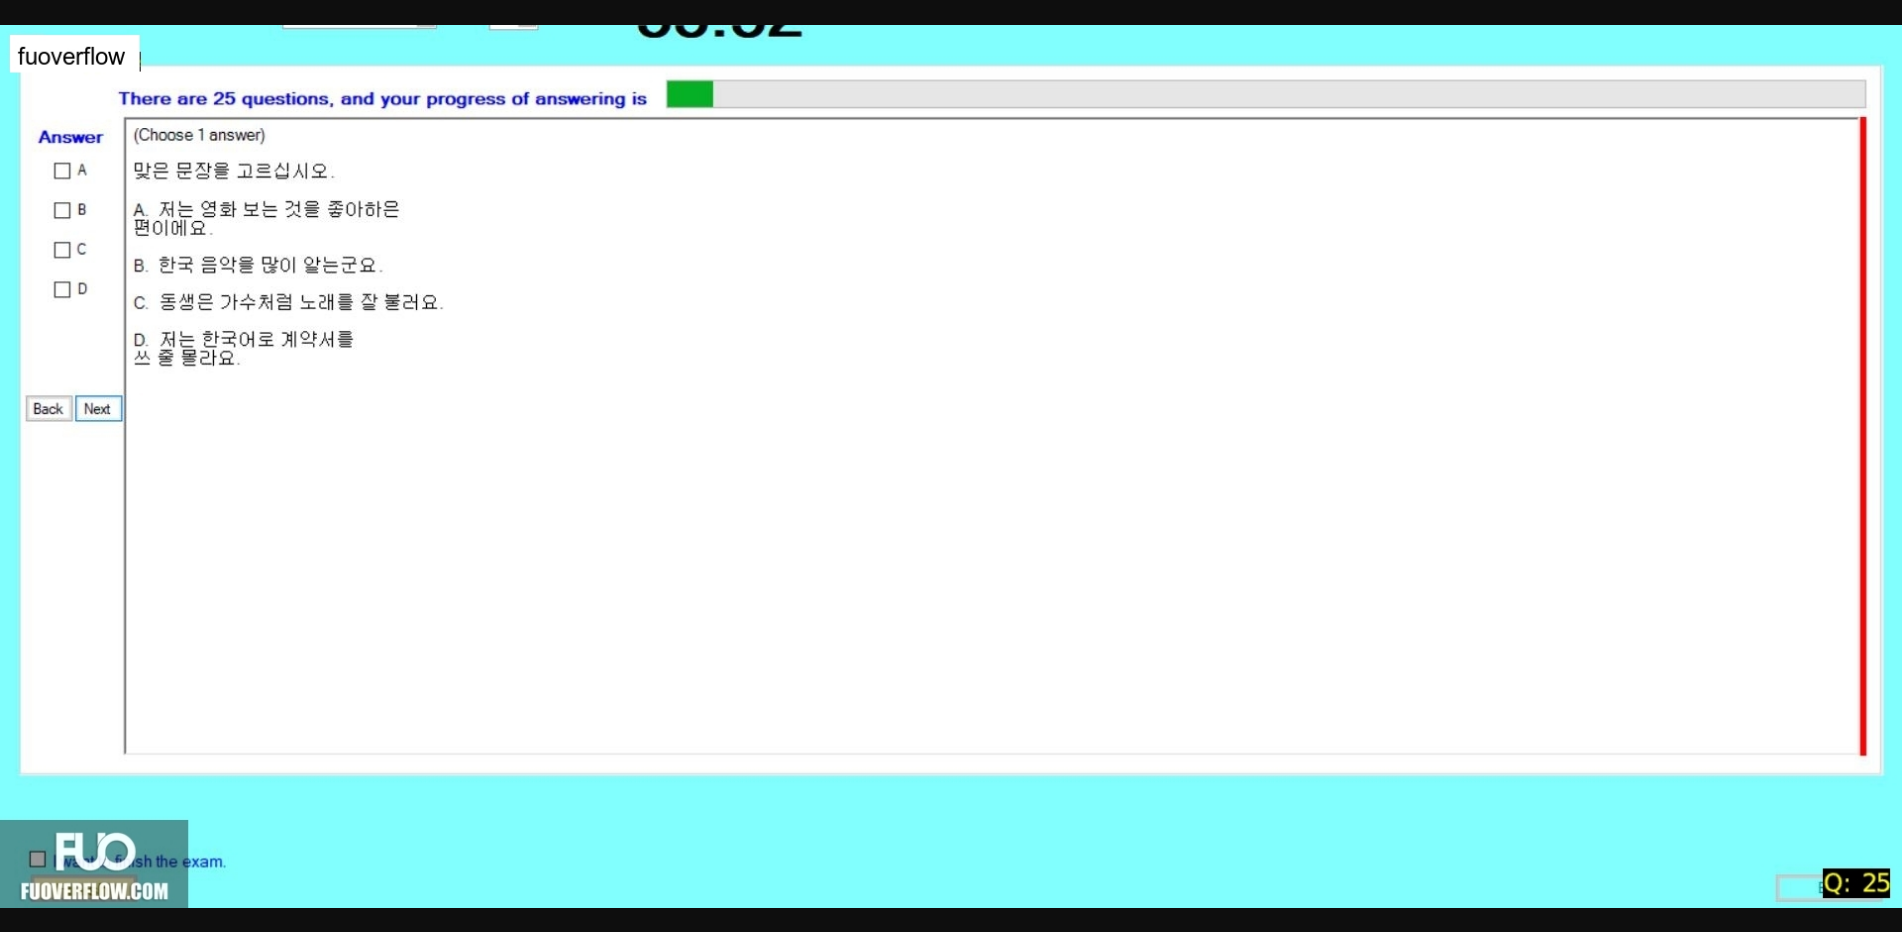 fuoverflow
There are 25 questions, and your progress of answering is
Answer
(Choose 1 answer)
A
맞은 문장을 고르십시오.
B
A. 저는 영화 보는 것을 좋아하은
편이에요.
C
B. 한국 음악을 많이 알는군요.
D
C. 동생은 가수처럼 노래를 잘 불러요.
D. 저는 한국어로 계약서를
쓰 줄 몰라요.
Back Next
FUO
finish the exam.
FUOVERFLOW.COM
Q: 25